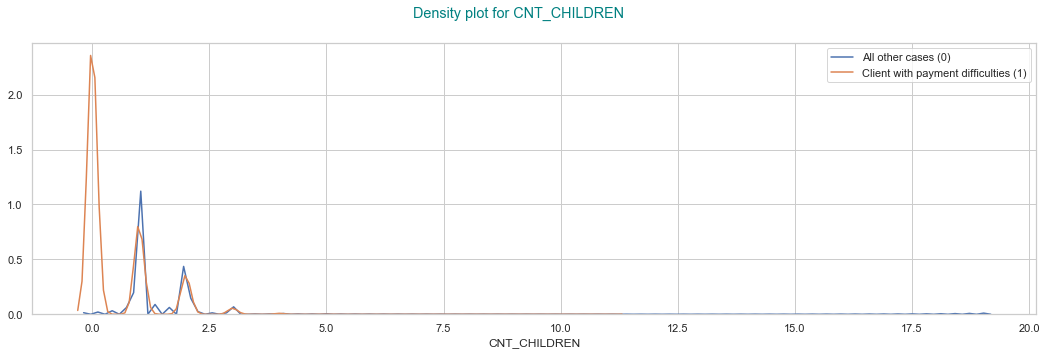 Density plot for CNT_CHILDREN
All other cases (0)
Client with payment difficulties (1)
2.0
1.5
1.0
0.5
0.0
0.0 2.5 5.0 7.5 10.0 12.5 15.0 17.5 20.0
CNT_CHILDREN